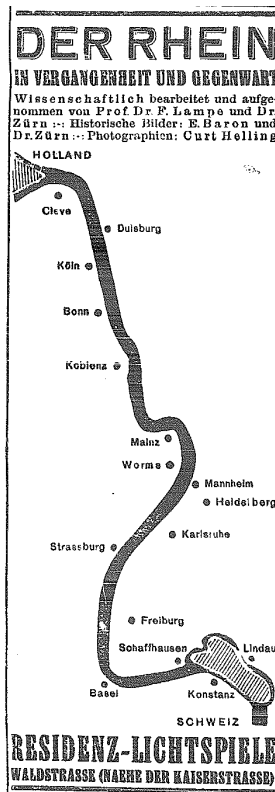 DER RHEIN
IN VERGANGENHEIT UND GEGENWART
Wissenschaftlich bearbeitet und aufge-
nommen von Prof. Dr. F. Lampe und Dr.
Zürn :-: Historische Bilder: E. Baron und
Dr. Zürn :-: Photographien: Curt Helling
HOLLAND
Cleve
Duisburg
Köln
Bonn
Koblenz
Mainz
Worms
Mannheim
Heidelberg
Karlsruhe
Strassburg
Freiburg
Schaffhausen
Lindau
Basel
Konstanz
SCHWEIZ
RESIDENZ-LICHTSPIELE
WALDSTRASSE (NAEHE DER KAISERSTRASSE)